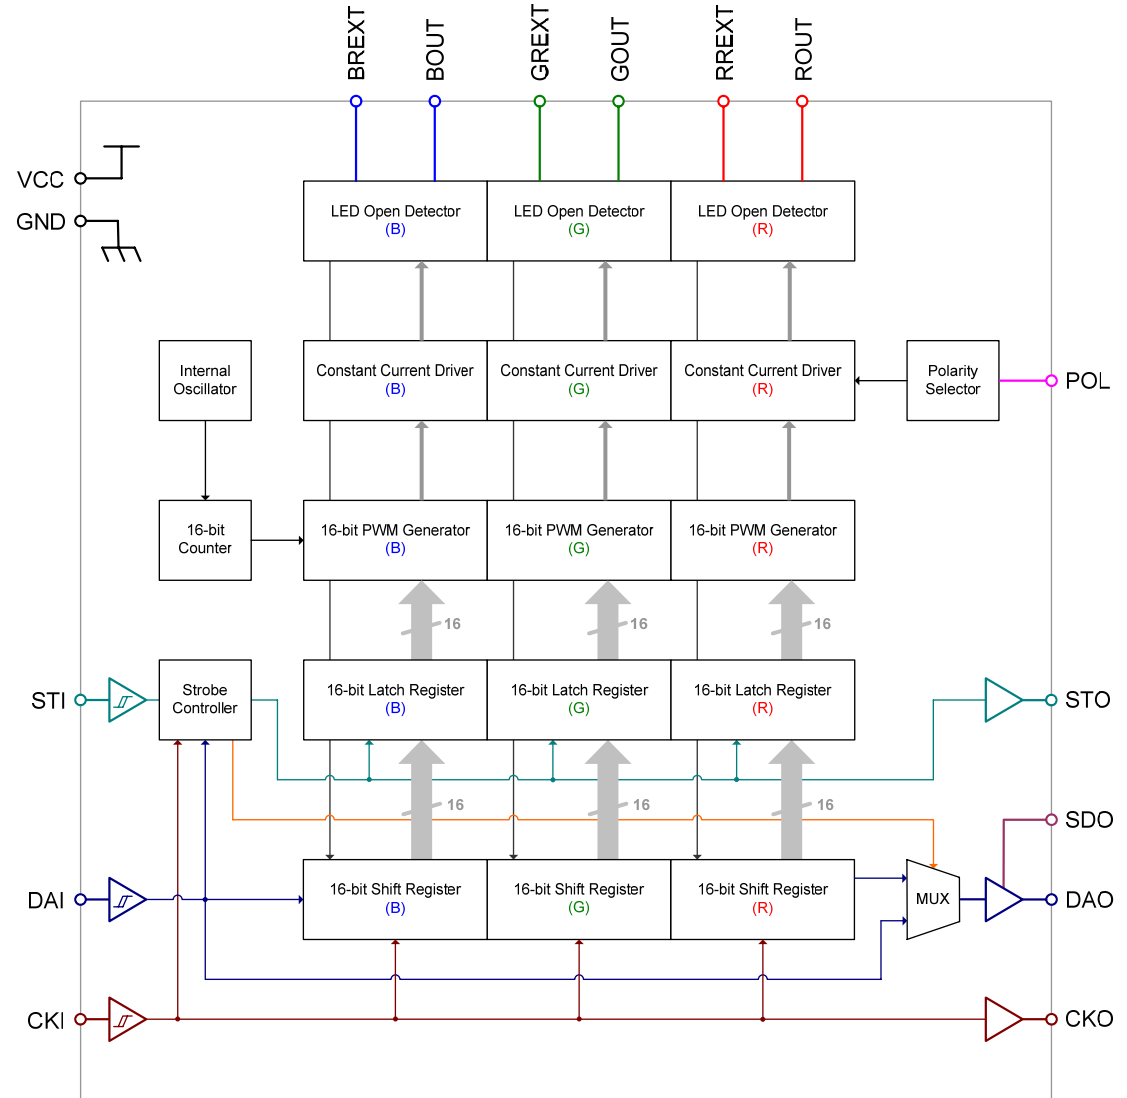 BREXT
BOUT
GREXT
GOUT
RREXT
ROUT
VCC
GND
LED Open Detector
(B)
LED Open Detector
(G)
LED Open Detector
(R)
Internal
Oscillator
Constant Current Driver
(B)
Constant Current Driver
(G)
Constant Current Driver
(R)
Polarity
Selector
POL
16-bit
Counter
16-bit PWM Generator
(B)
16-bit PWM Generator
(G)
16-bit PWM Generator
(R)
16
16
16
STI
Strobe
Controller
16-bit Latch Register
(B)
16-bit Latch Register
(G)
16-bit Latch Register
(R)
STO
16
16
16
SDO
DAI
16-bit Shift Register
(B)
16-bit Shift Register
(G)
16-bit Shift Register
(R)
MUX
DAO
CKI
CKO